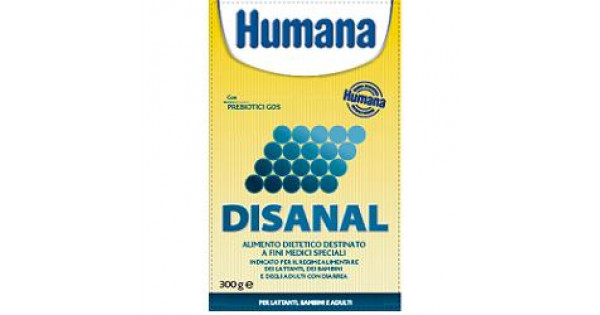 Humana
Con
PREBIOTICI GOS
Humana
DISANAL
ALIMENTO DIETETICO DESTINATO
A FINI MEDICI SPECIALI
INDICATO PER IL REGIME ALIMENTARE
DEI LATTANTI, DEI BAMBINI
E DEGLI ADULTI CON DIARREA
300 g e
PER LATTANTI, BAMBINI E ADULTI